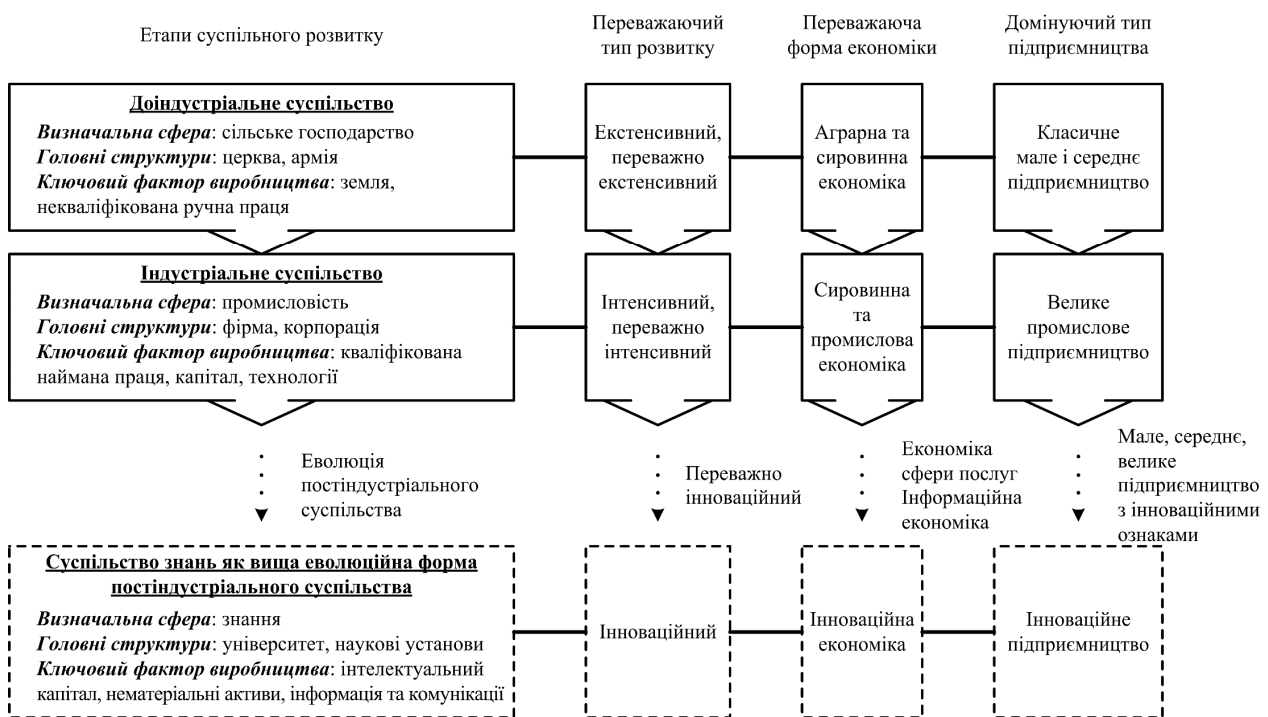 Етапи суспільного розвитку
Переважаючий
тип розвитку
Переважаюча
форма економіки
Домінуючий тип
підприємництва
Доіндустріальне суспільство
Визначальна сфера: сільське господарство
Головні структури: церква, армія
Ключовий фактор виробництва: земля,
некваліфікована ручна праця
Екстенсивний,
переважно
екстенсивний
Аграрна та
сировинна
економіка
Класичне
мале і середнє
підприємництво
Індустріальне суспільство
Визначальна сфера: промисловість
Головні структури: фірма, корпорація
Ключовий фактор виробництва: кваліфікована
наймана праця, капітал, технології
Інтенсивний,
переважно
інтенсивний
Сировинна
та
промислова
економіка
Велике
промислове
підприємництво
Еволюція
постіндустріального
суспільства
Переважно
інноваційний
Економіка
сфери послуг
Інформаційна
економіка
Мале, середнє,
велике
підприємництво
з інноваційними
ознаками
Суспільство знань як вища еволюційна форма
постіндустріального суспільства
Визначальна сфера: знання
Головні структури: університет, наукові установи
Ключовий фактор виробництва: інтелектуальний
капітал, нематеріальні активи, інформація та комунікації
Інноваційний
Інноваційна
економіка
Інноваційне
підприємництво